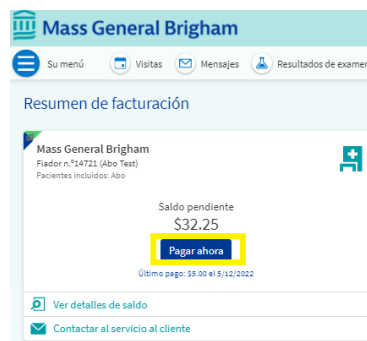 Mass General Brigham
Su menú Visitas Mensajes Resultados de examen
Resumen de facturación
Mass General Brigham
Fiador n.º14721 (Abo Test)
Pacientes incluidos: Abo
Saldo pendiente
$32.25
Pagar ahora
Último pago: $5.00 el 5/12/2022
Ver detalles de saldo
Contactar al servicio al cliente